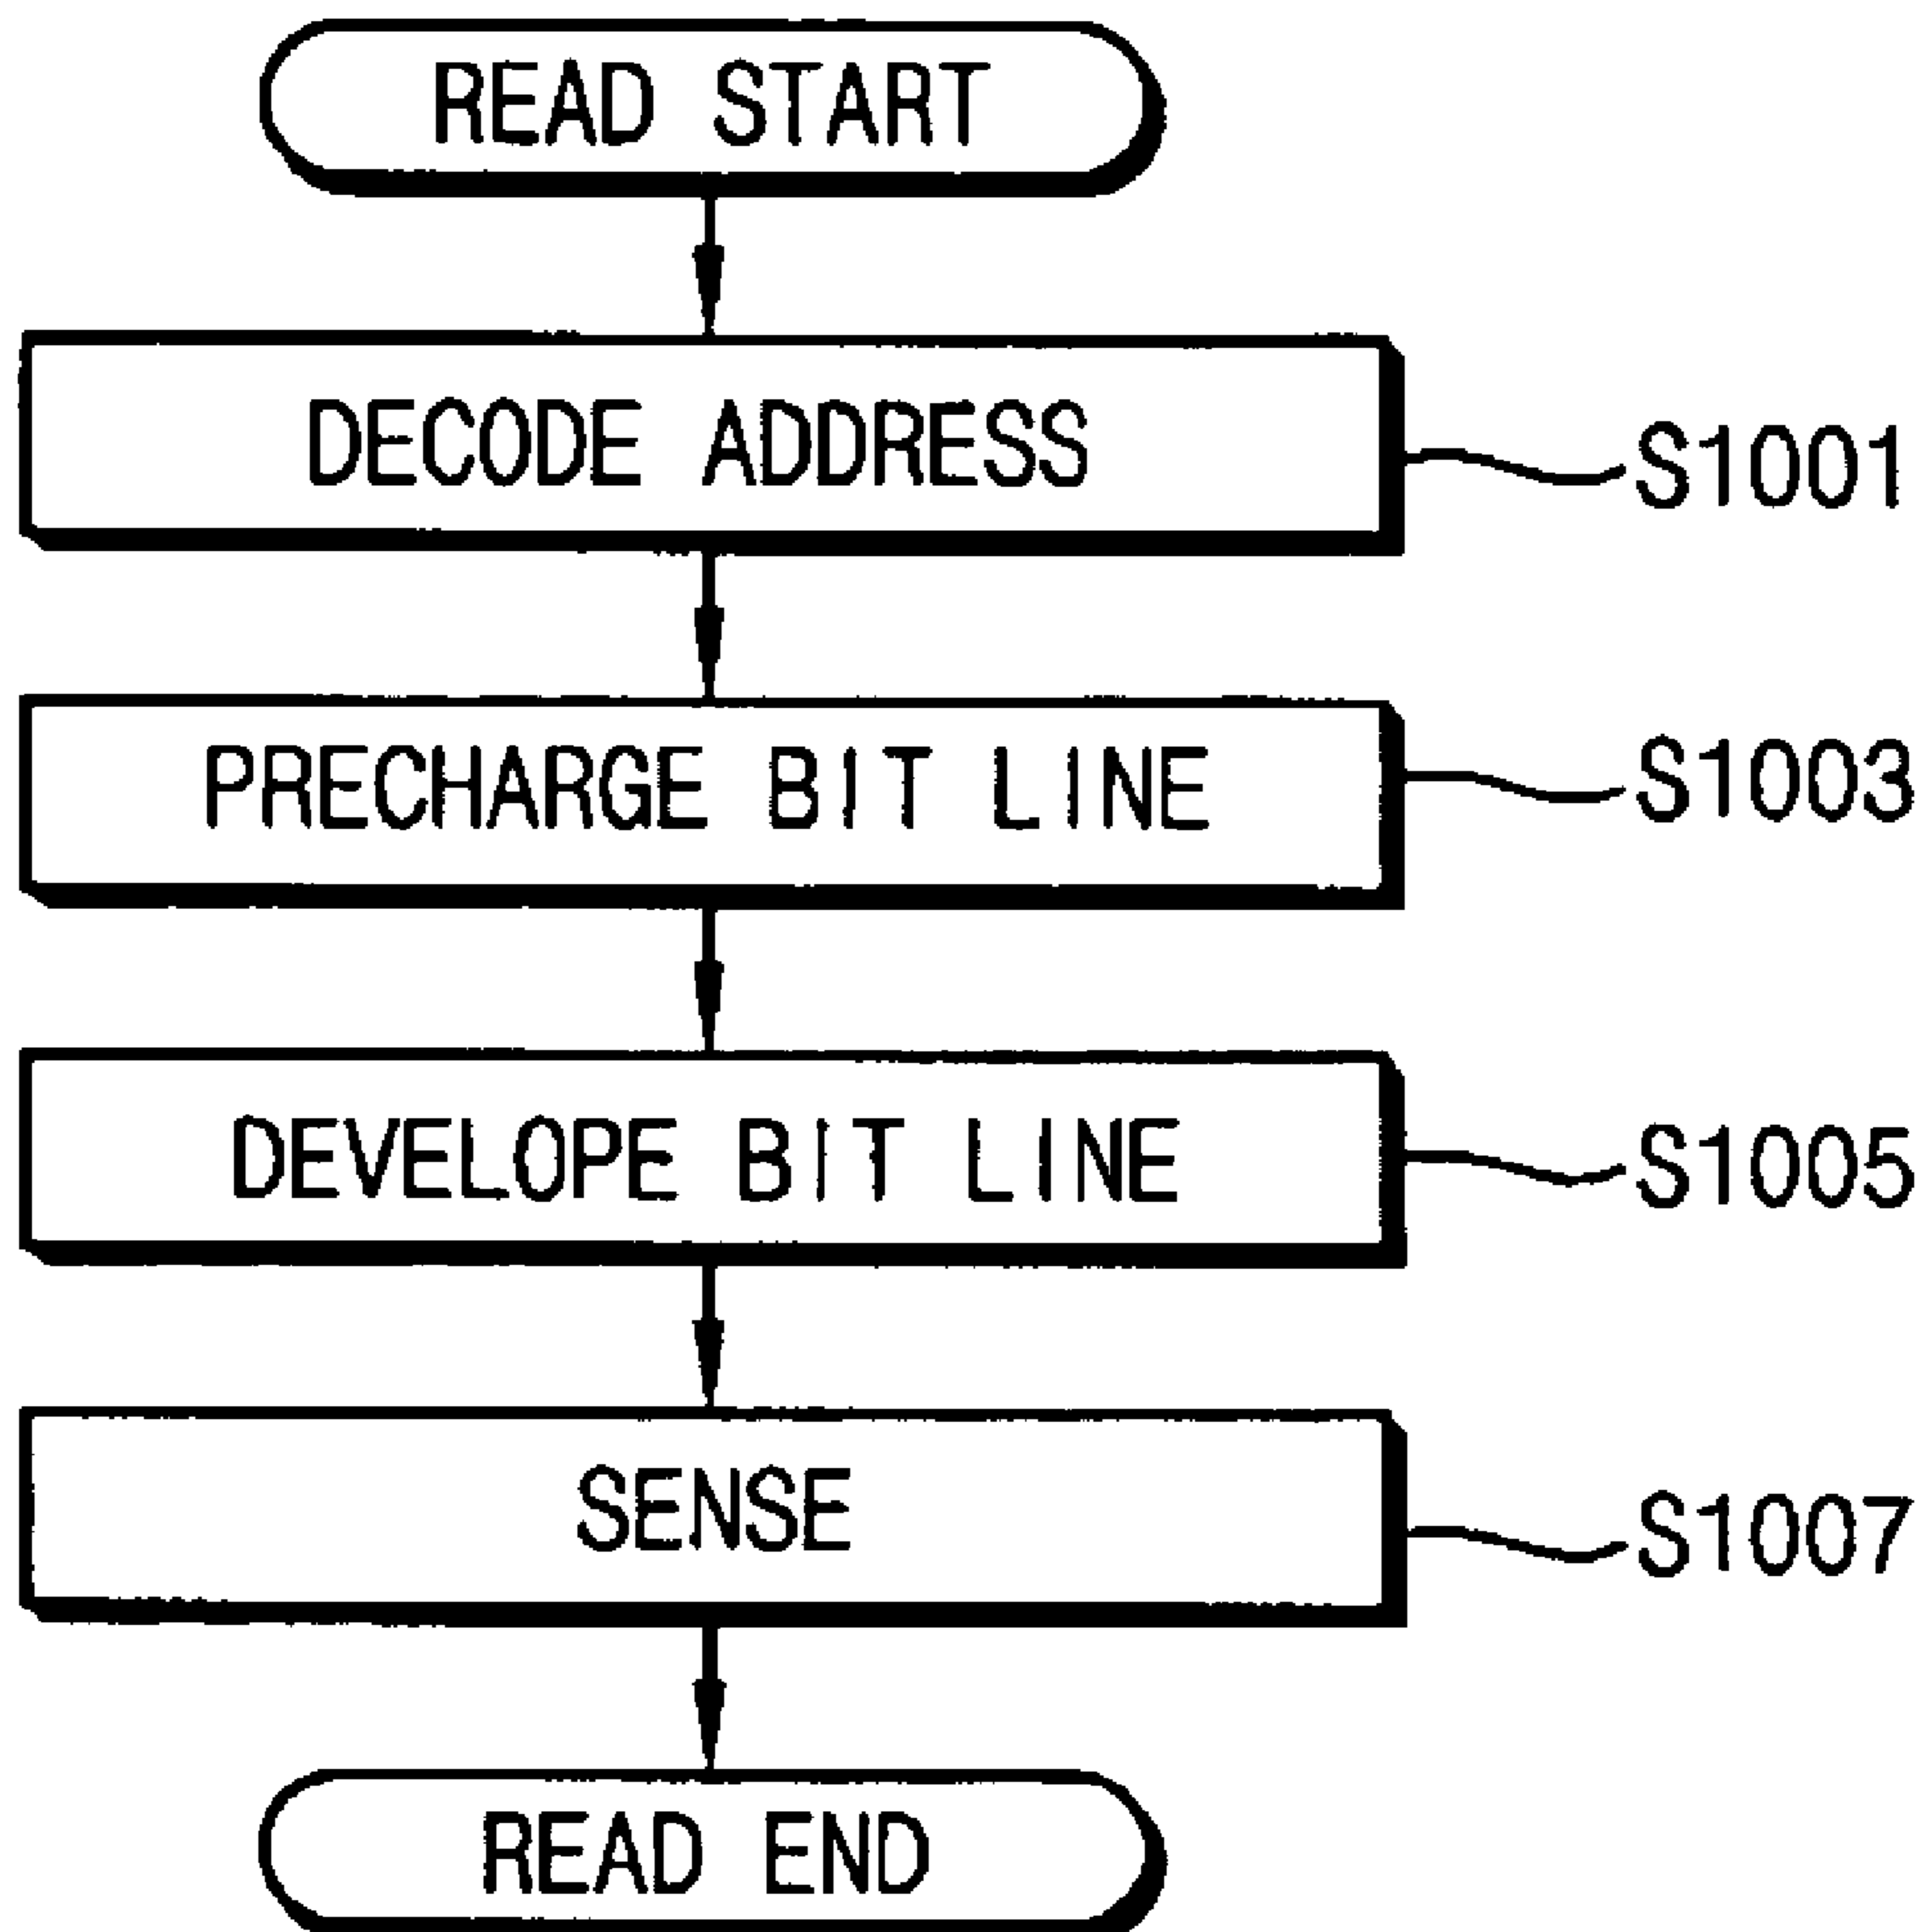 READ START
DECODE ADDRESS
S1001
PRECHARGE BIT LINE
S1003
DEVELOPE BIT LINE
S1005
SENSE
S1007
READ END